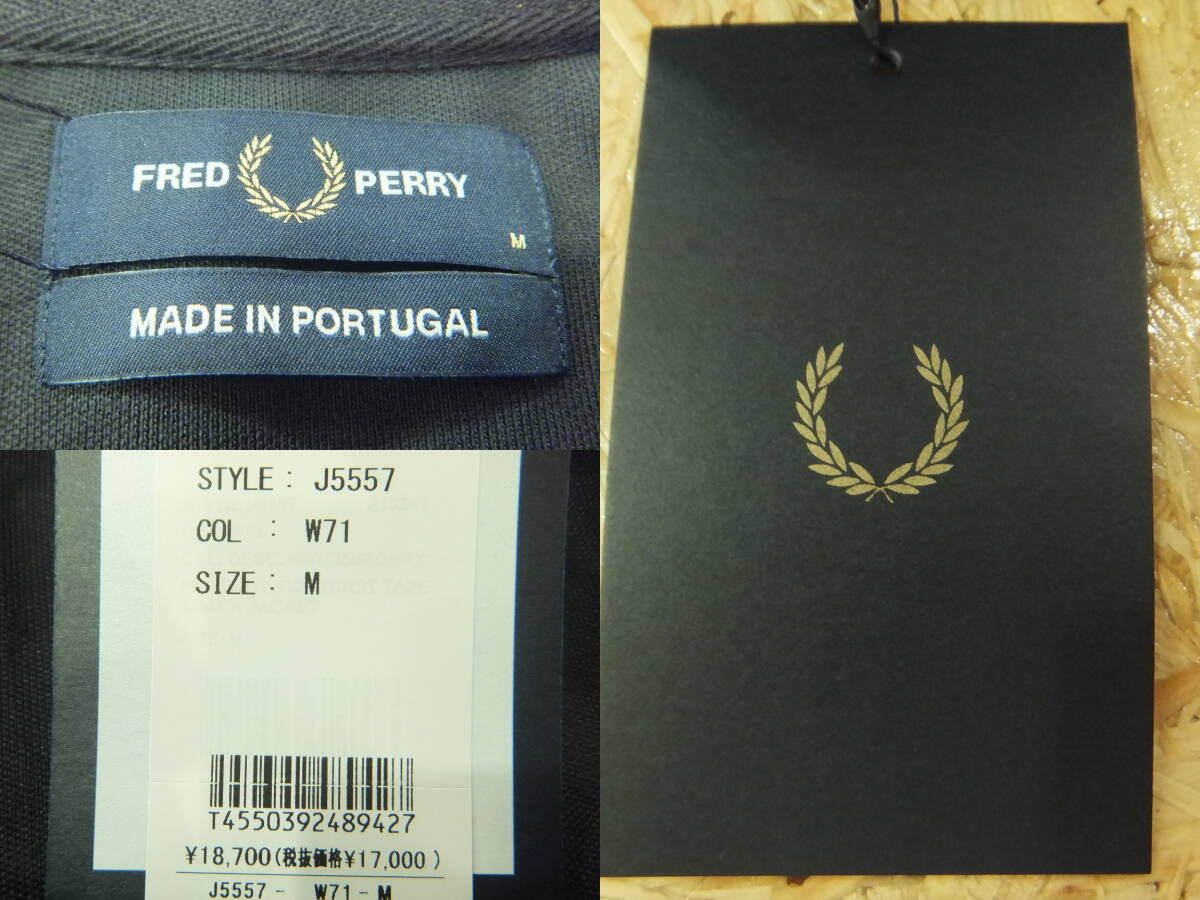 FRED PERRY
M
MADE IN PORTUGAL
STYLE : J5557
COL : W71
SIZE : M
T4550392489427
¥18,700(税抜価格¥17,000)
J5557 - W71 - M